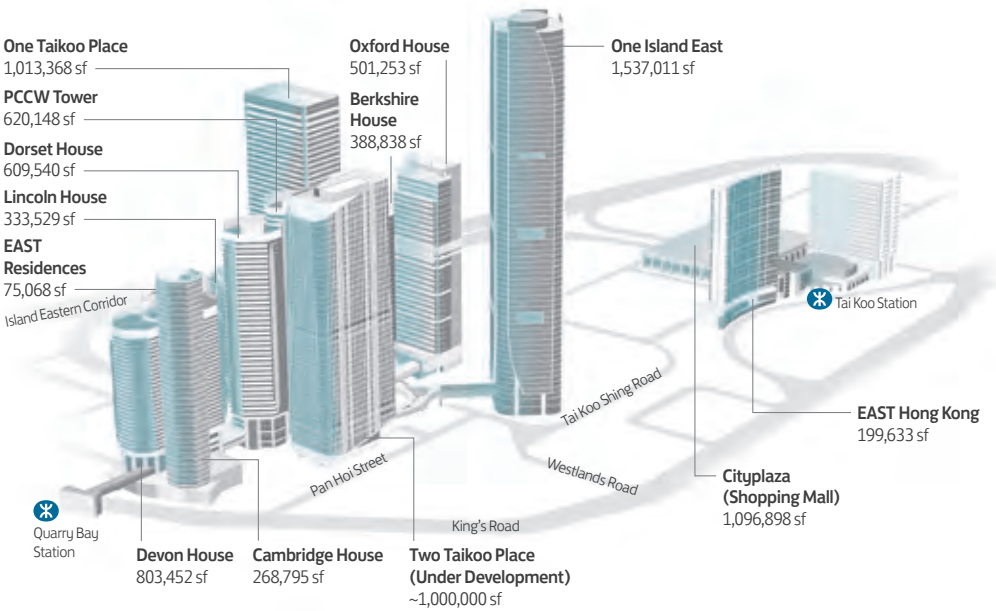 One Taikoo Place
1,013,368 sf
PCCW Tower
620,148 sf
Dorset House
609,540 sf
Lincoln House
333,529 sf
EAST
Residences
75,068 sf
Island Eastern Corridor
Oxford House
501,253 sf
Berkshire
House
388,838 sf
One Island East
1,537,011 sf
Tai Koo Station
Tai Koo Shing Road
EAST Hong Kong
199,633 sf
Cityplaza
(Shopping Mall)
1,096,898 sf
Westlands Road
Pan Hoi Street
King's Road
Quarry Bay
Station
Devon House
803,452 sf
Cambridge House
268,795 sf
Two Taikoo Place
(Under Development)
~1,000,000 sf